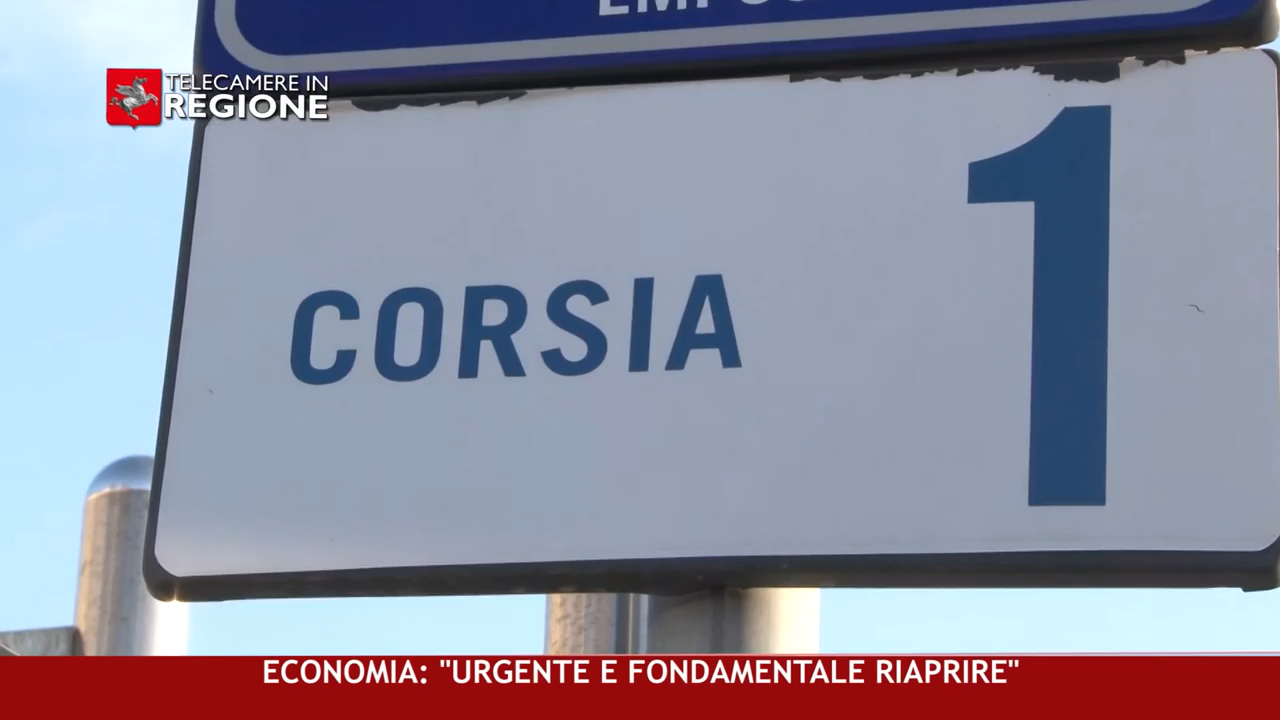 TELECAMERE IN
REGIONE
CORSIA
1
ECONOMIA: "URGENTE E FONDAMENTALE RIAPRIRE"